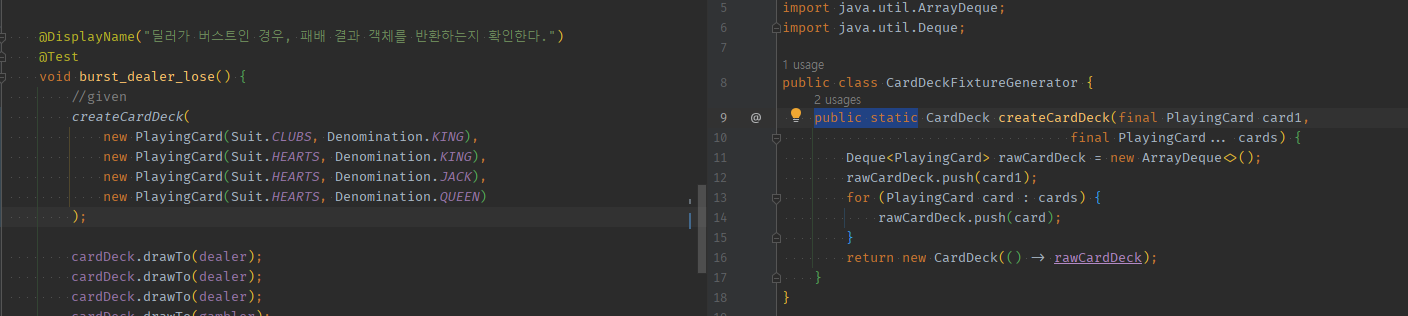 @DisplayName("딜러가 버스트인 경우, 패배 결과 객체를 반환하는지 확인한다.")
@Test
void burst_dealer_lose() {
//given
createCardDeck(
new PlayingCard(Suit.CLUBS, Denomination.KING),
new PlayingCard(Suit.HEARTS, Denomination.KING),
new PlayingCard(Suit.HEARTS, Denomination.JACK),
new PlayingCard(Suit.HEARTS, Denomination.QUEEN)
);
cardDeck.drawTo(dealer);
cardDeck.drawTo(dealer);
cardDeck.drawTo(dealer);
cardDeck.drawTo(gambler);
5 import java.util.ArrayDeque;
6 import java.util.Deque;
7
1 usage
8 public class CardDeckFixtureGenerator {
2 usages
9 @ public static CardDeck createCardDeck(final PlayingCard card1,
10 final PlayingCard... cards) {
11 Deque<PlayingCard> rawCardDeck = new ArrayDeque<>();
12 rawCardDeck.push(card1);
13 for (PlayingCard card : cards) {
14 rawCardDeck.push(card);
15 }
16 return new CardDeck(() -> rawCardDeck);
17 }
18 }